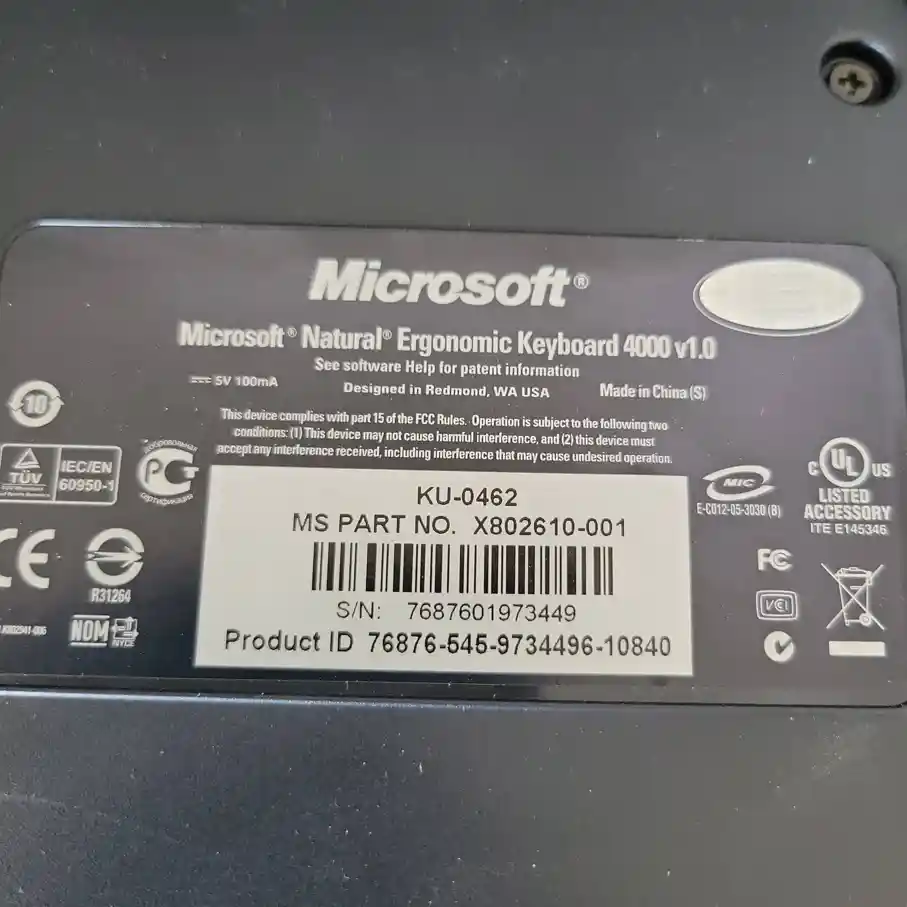 Microsoft®
Microsoft® Natural® Ergonomic Keyboard 4000 v1.0
See software Help for patent information
5V 100mA
Designed in Redmond, WA USA
Made in China (S)
This device complies with part 15 of the FCC Rules. Operation is subject to the following two
conditions: (1) This device may not cause harmful interference, and (2) this device must
accept any interference received, including interference that may cause undesired operation.
10
TÜV
IEC/EN
60950-1
добровольная
РСТ
сертификация
CE
R31264
NOM
NYCE
KU-0462
MS PART NO. X802610-001
S/N: 7687601973449
Product ID 76876-545-9734496-10840
MIC
E-C012-05-3030 (B)
C UL US
LISTED
ACCESSORY
ITE E145346
FC
VCI